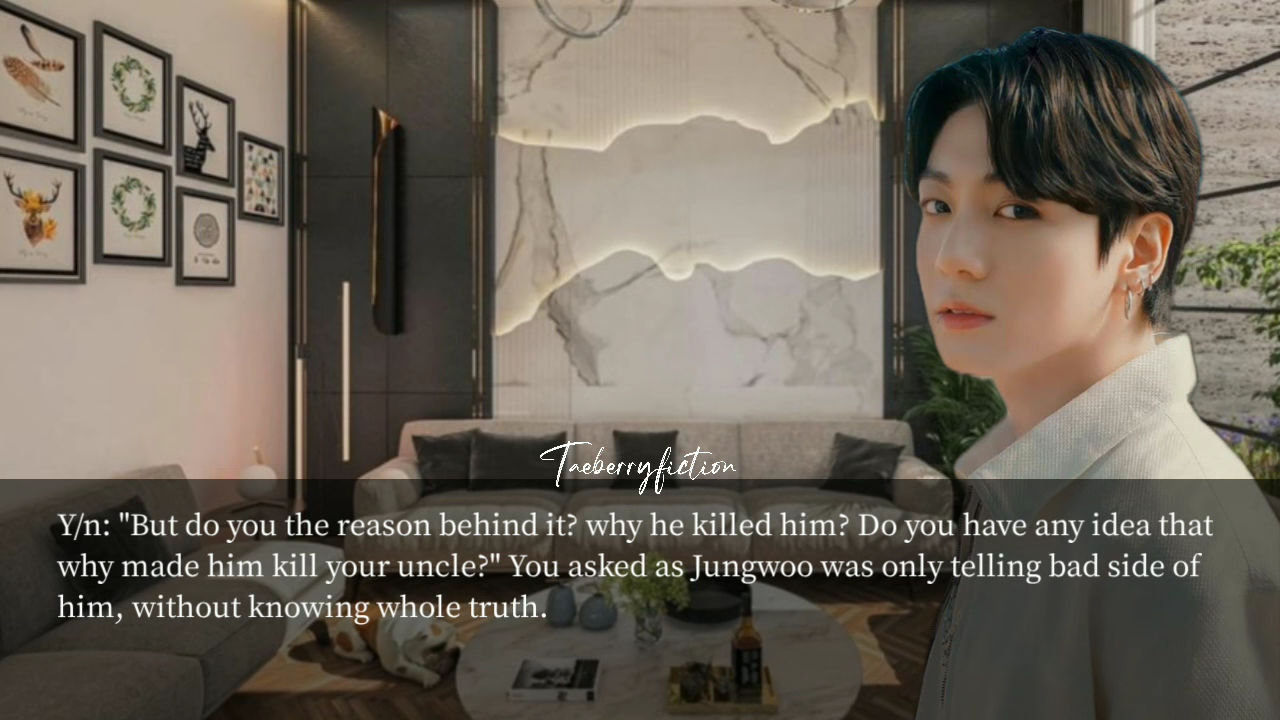 Taeberryfiction
Y/n: "But do you the reason behind it? why he killed him? Do you have any idea that
why made him kill your uncle?" You asked as Jungwoo was only telling bad side of
him, without knowing whole truth.